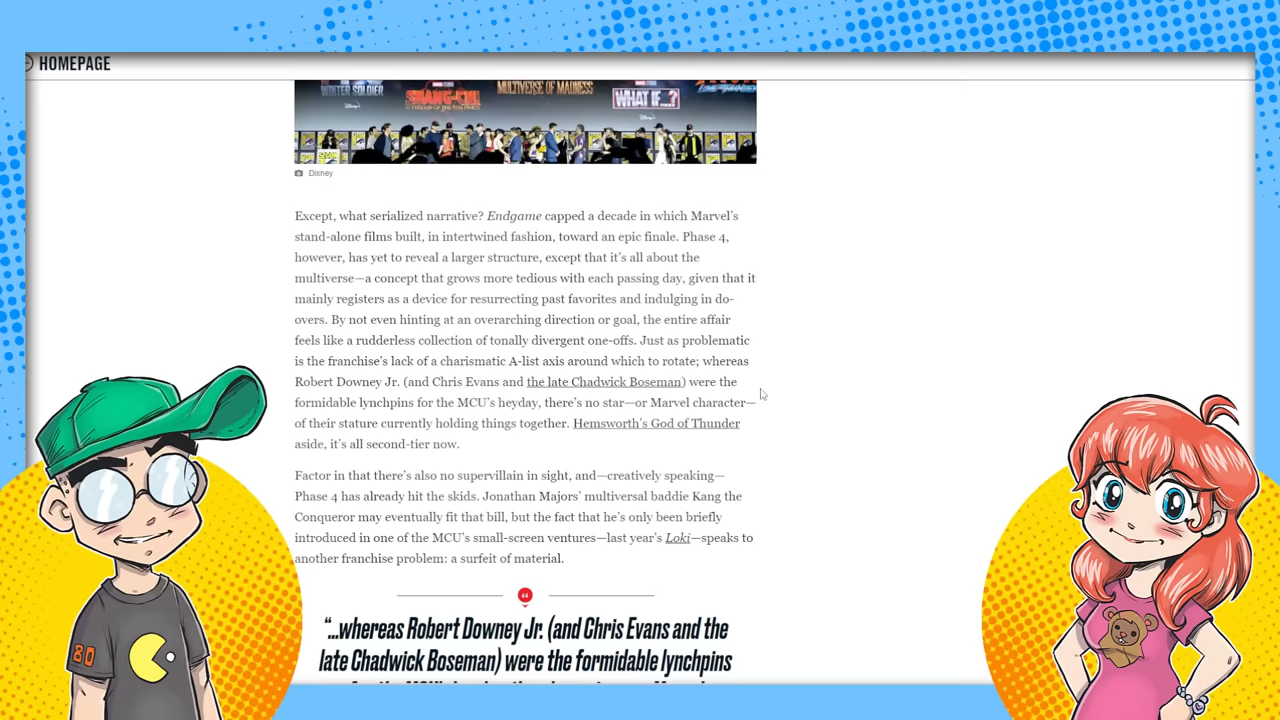 HOMEPAGE
WINTER SOLDIER
SHANG-CHI
MULTIVERSE OF MADNESS
WHAT IF...?
Disney
Except, what serialized narrative? Endgame capped a decade in which Marvel's
stand-alone films built, in intertwined fashion, toward an epic finale. Phase 4,
however, has yet to reveal a larger structure, except that it's all about the
multiverse—a concept that grows more tedious with each passing day, given that it
mainly registers as a device for resurrecting past favorites and indulging in do-
overs. By not even hinting at an overarching direction or goal, the entire affair
feels like a rudderless collection of tonally divergent one-offs. Just as problematic
is the franchise's lack of a charismatic A-list axis around which to rotate; whereas
Robert Downey Jr. (and Chris Evans and the late Chadwick Boseman) were the
formidable lynchpins for the MCU's heyday, there's no star—or Marvel character—
of their stature currently holding things together. Hemsworth's God of Thunder
aside, it's all second-tier now.
Factor in that there's also no supervillain in sight, and—creatively speaking—
Phase 4 has already hit the skids. Jonathan Majors' multiversal baddie Kang the
Conqueror may eventually fit that bill, but the fact that he's only been briefly
introduced in one of the MCU's small-screen ventures—last year's Loki—speaks to
another franchise problem: a surfeit of material.
“...whereas Robert Downey Jr. (and Chris Evans and the
late Chadwick Boseman) were the formidable lynchpins
80